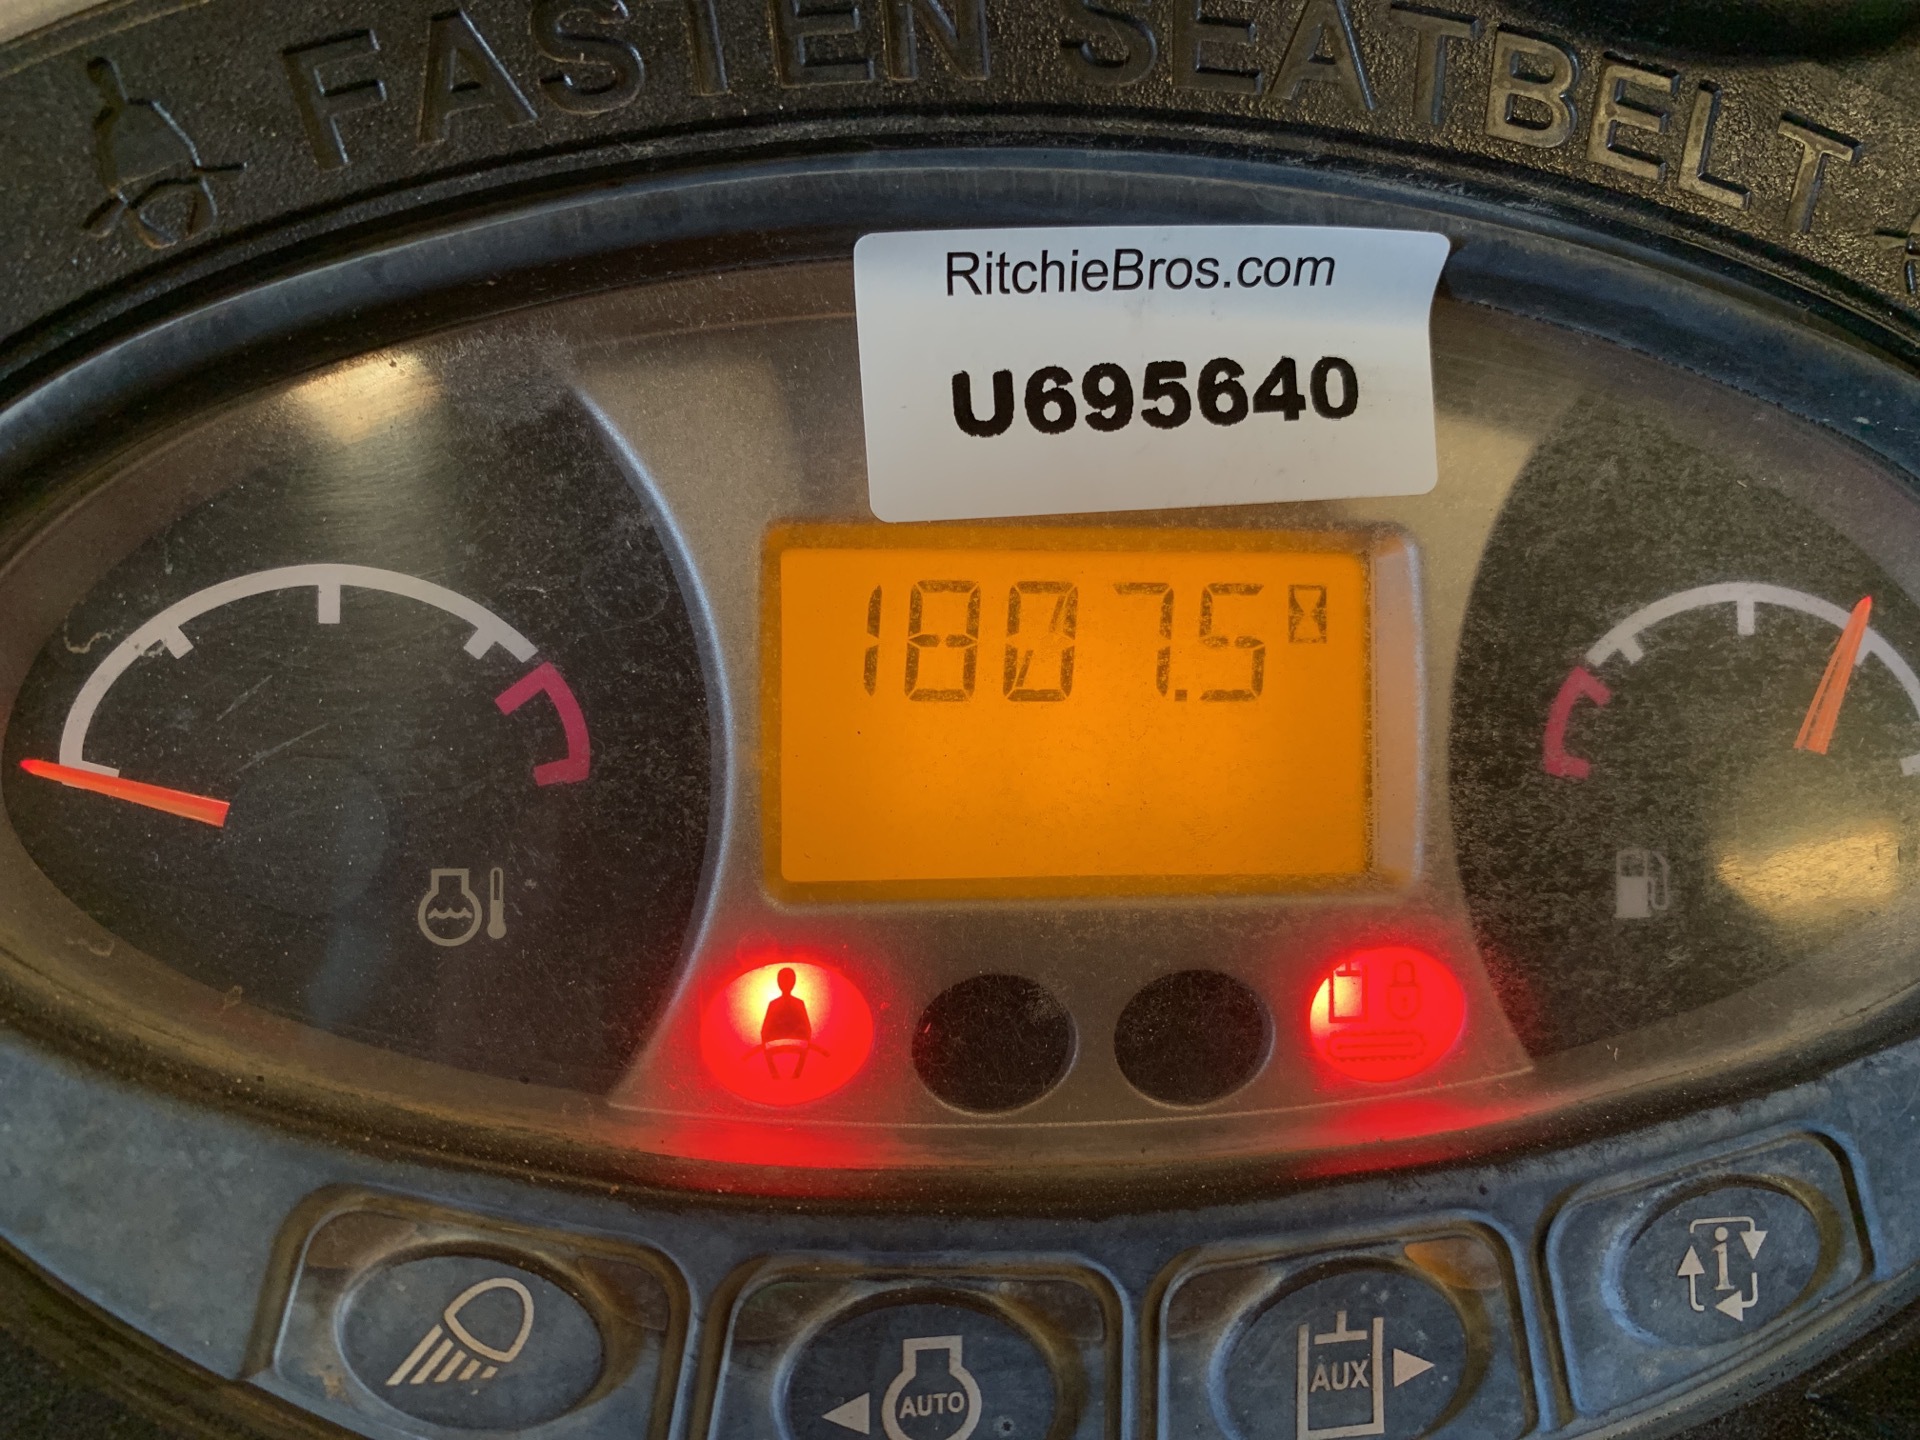 FASTEN SEATBELT
RitchieBros.com
U695640
1807.5
AUTO
AUX
i